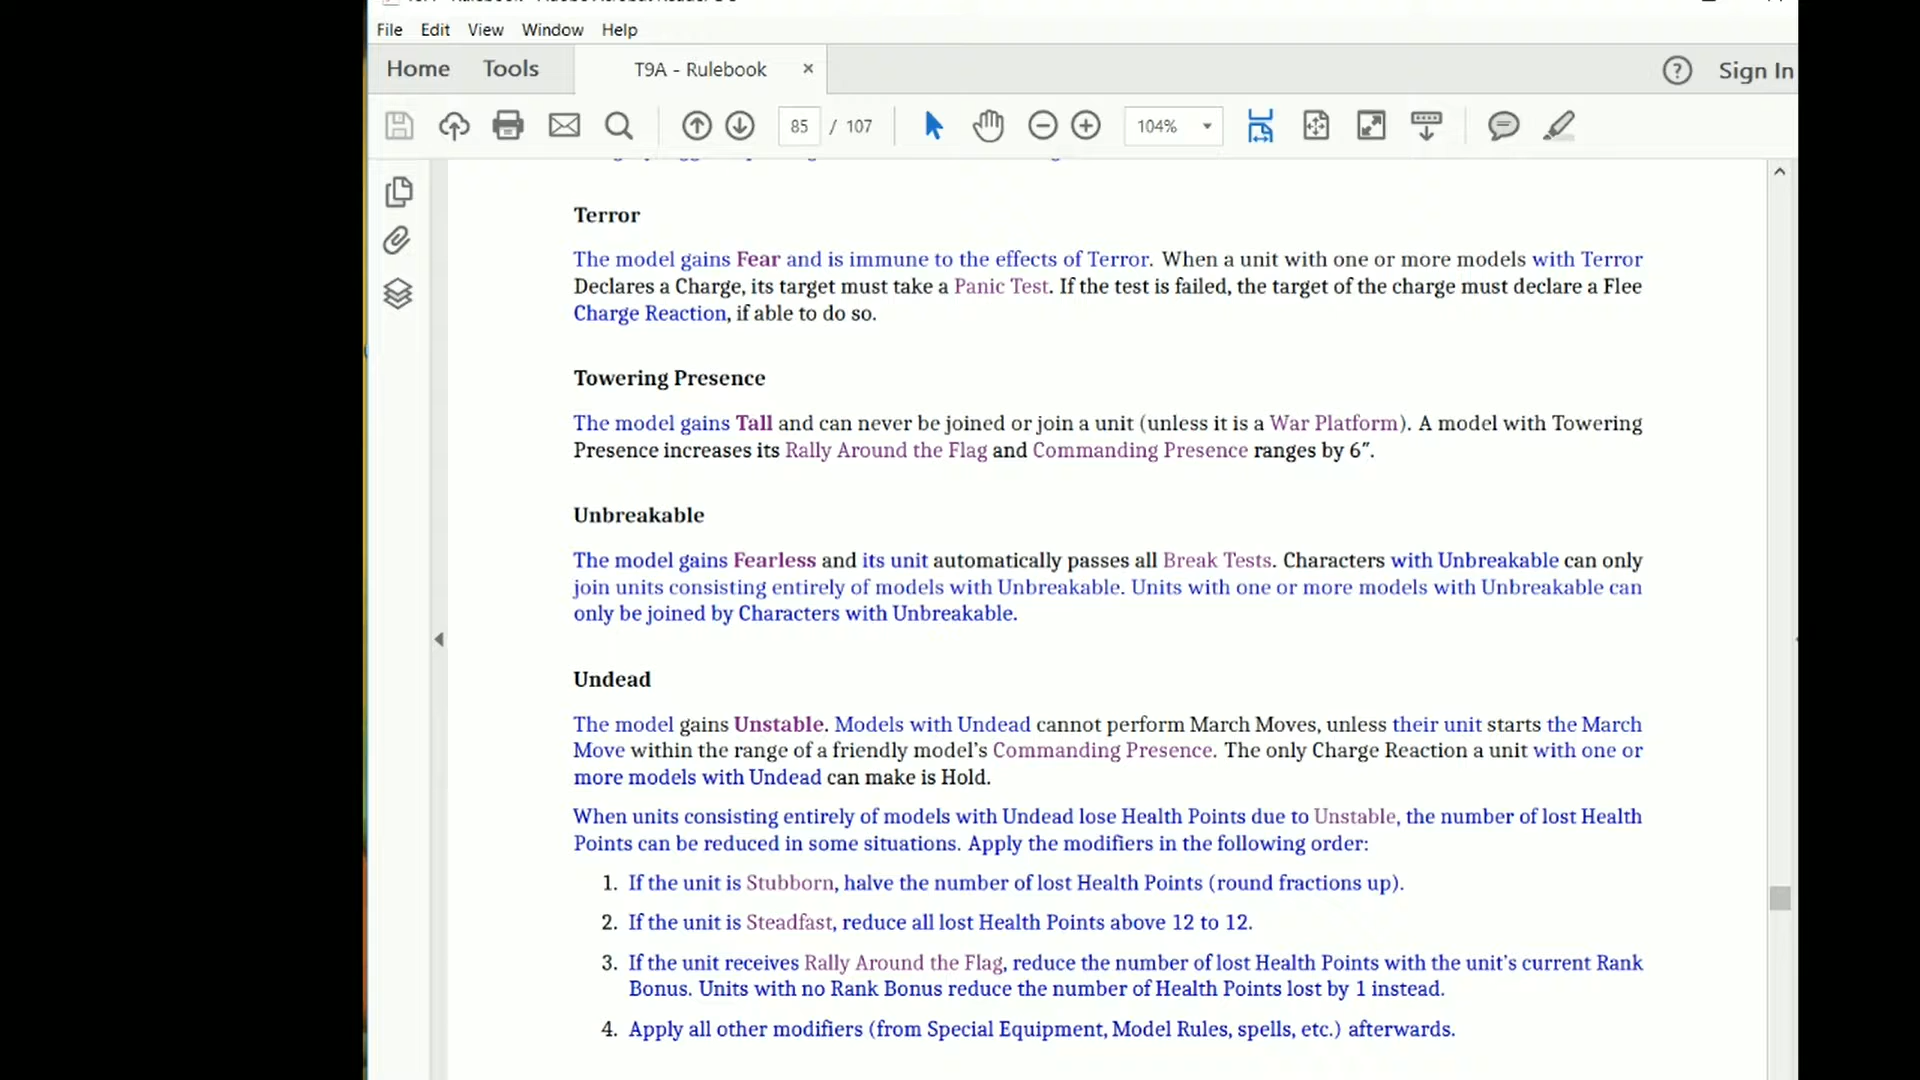 File Edit View Window Help
Home Tools T9A - Rulebook × ? Sign In
85 / 107 104%
Terror
The model gains Fear and is immune to the effects of Terror. When a unit with one or more models with Terror
Declares a Charge, its target must take a Panic Test. If the test is failed, the target of the charge must declare a Flee
Charge Reaction, if able to do so.
Towering Presence
The model gains Tall and can never be joined or join a unit (unless it is a War Platform). A model with Towering
Presence increases its Rally Around the Flag and Commanding Presence ranges by 6″.
Unbreakable
The model gains Fearless and its unit automatically passes all Break Tests. Characters with Unbreakable can only
join units consisting entirely of models with Unbreakable. Units with one or more models with Unbreakable can
only be joined by Characters with Unbreakable.
Undead
The model gains Unstable. Models with Undead cannot perform March Moves, unless their unit starts the March
Move within the range of a friendly model's Commanding Presence. The only Charge Reaction a unit with one or
more models with Undead can make is Hold.
When units consisting entirely of models with Undead lose Health Points due to Unstable, the number of lost Health
Points can be reduced in some situations. Apply the modifiers in the following order:
1. If the unit is Stubborn, halve the number of lost Health Points (round fractions up).
2. If the unit is Steadfast, reduce all lost Health Points above 12 to 12.
3. If the unit receives Rally Around the Flag, reduce the number of lost Health Points with the unit's current Rank
Bonus. Units with no Rank Bonus reduce the number of Health Points lost by 1 instead.
4. Apply all other modifiers (from Special Equipment, Model Rules, spells, etc.) afterwards.